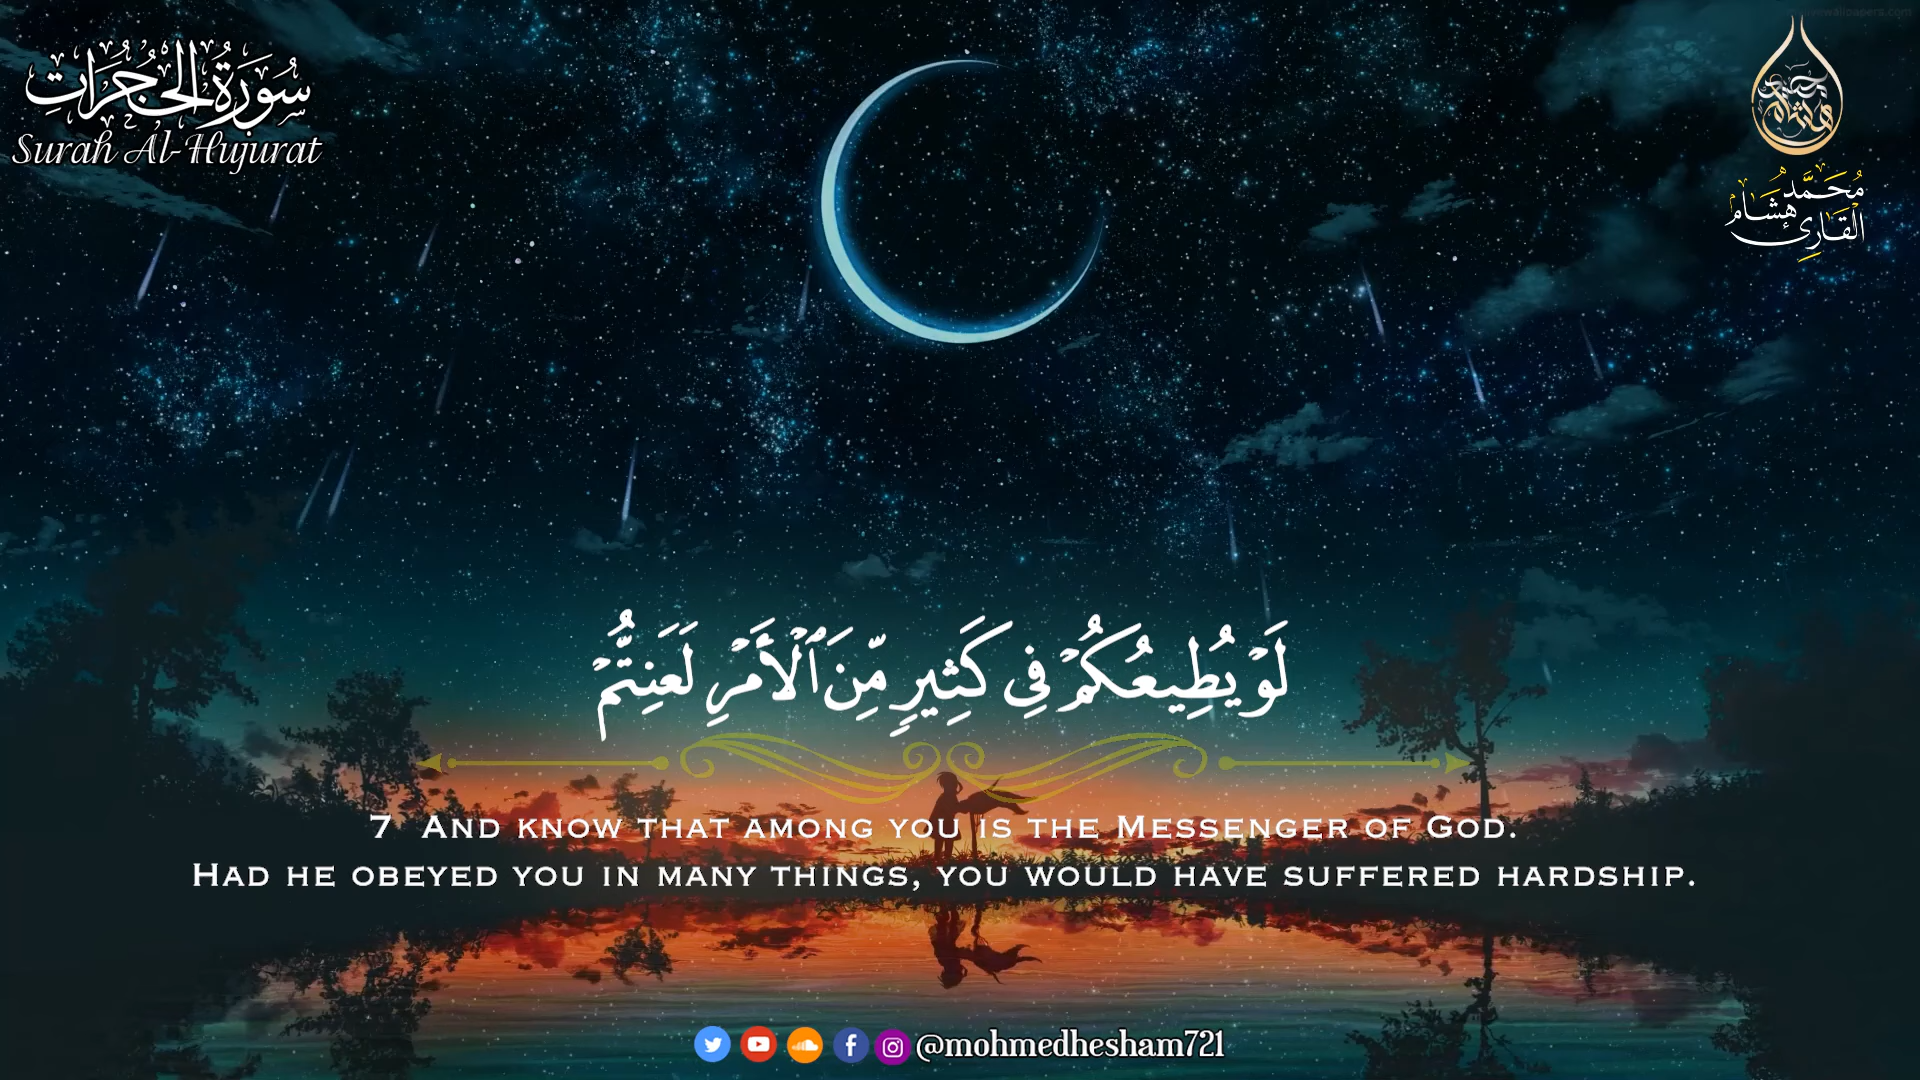 سُورَةُ الحُجُرَاتِ
Surah Al-Hujurat
مُحَمَّد هِشَام
القَارِئ
لَوْ يُطِيعُكُمْ فِى كَثِيرٍ مِّنَ ٱلْأَمْرِ لَعَنِتُّمْ
7 And know that among you is the Messenger of God.
Had he obeyed you in many things, you would have suffered hardship.
@mohmedhesham721